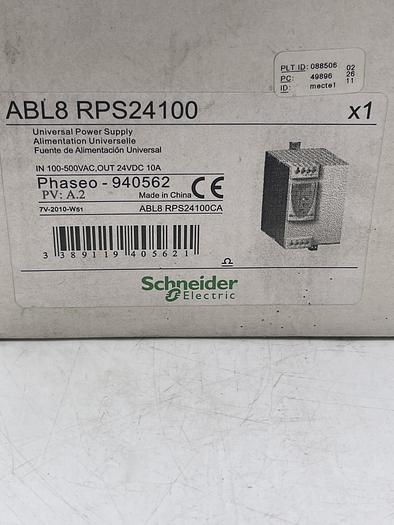 PLT ID: 088506 02
PC: 49896 26
ID: mecte1 11
ABL8 RPS24100 x1
Universal Power Supply
Alimentation Universelle
Fuente de Alimentación Universal
IN 100-500VAC,OUT 24VDC 10A
Phaseo - 940562
PV: A.2 Made in China CE
7V-2010-W51 ABL8 RPS24100CA
3 389119 405621
Schneider
Electric